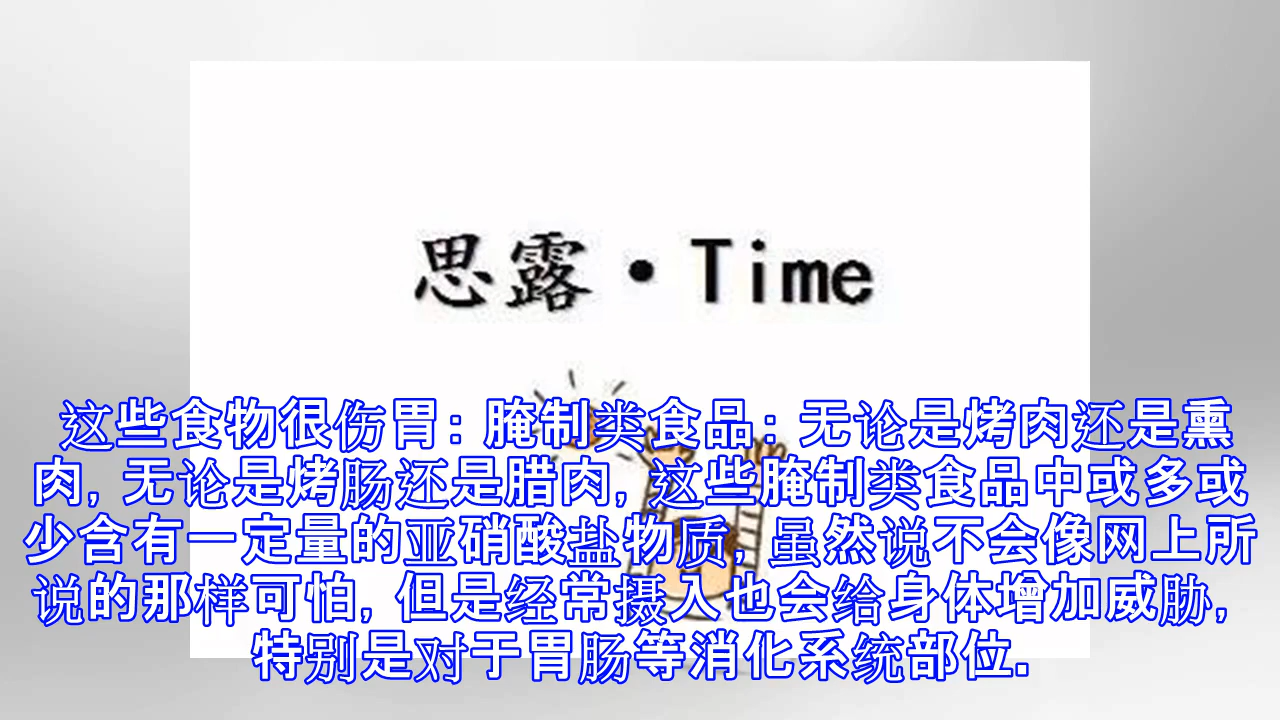 思露·Time
这些食物很伤胃: 腌制类食品: 无论是烤肉还是熏
肉, 无论是烤肠还是腊肉, 这些腌制类食品中或多或
少含有一定量的亚硝酸盐物质, 虽然说不会像网上所
说的那样可怕, 但是经常摄入也会给身体增加威胁,
特别是对于胃肠等消化系统部位.